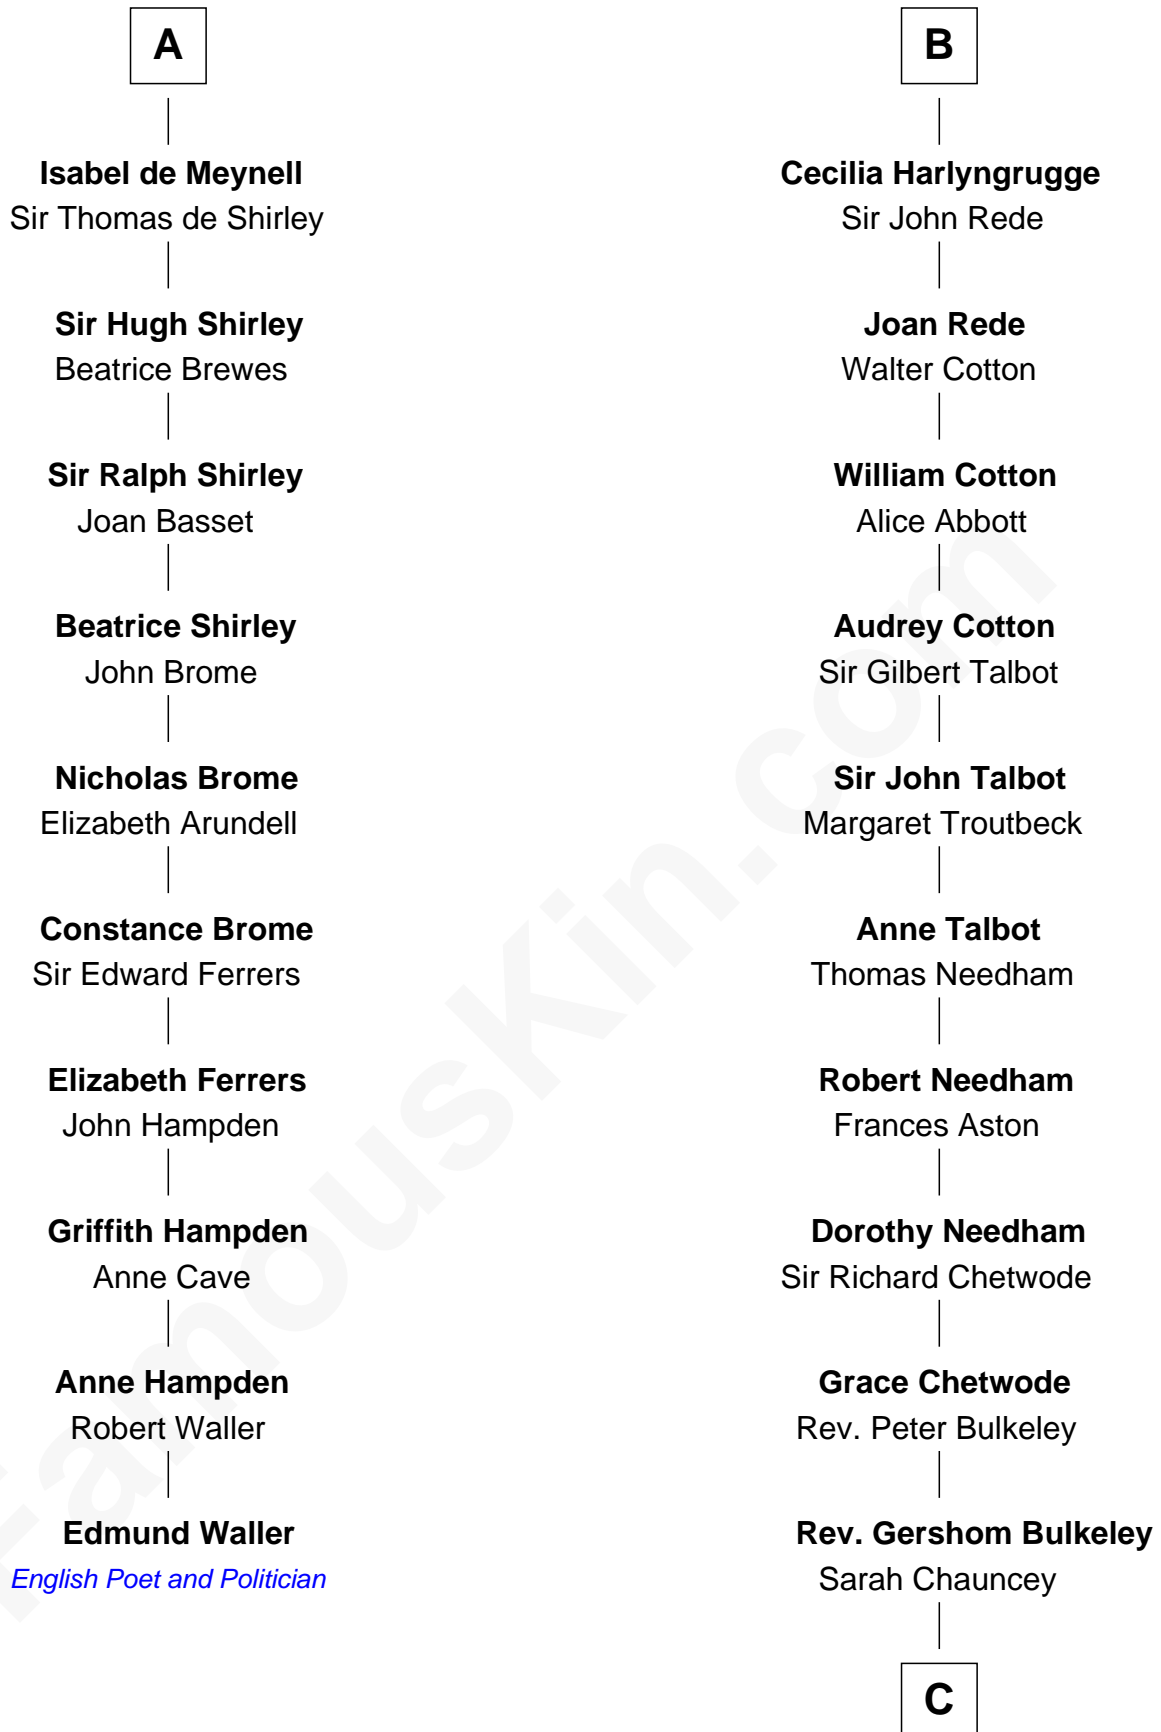 A
Isabel de Meynell
Sir Thomas de Shirley
Sir Hugh Shirley
Beatrice Brewes
Sir Ralph Shirley
Joan Basset
Beatrice Shirley
John Brome
Nicholas Brome
Elizabeth Arundell
Constance Brome
Sir Edward Ferrers
Elizabeth Ferrers
John Hampden
Griffith Hampden
Anne Cave
Anne Hampden
Robert Waller
Edmund Waller
English Poet and Politician
B
Cecilia Harlyngrugge
Sir John Rede
Joan Rede
Walter Cotton
William Cotton
Alice Abbott
Audrey Cotton
Sir Gilbert Talbot
Sir John Talbot
Margaret Troutbeck
Anne Talbot
Thomas Needham
Robert Needham
Frances Aston
Dorothy Needham
Sir Richard Chetwode
Grace Chetwode
Rev. Peter Bulkeley
Rev. Gershom Bulkeley
Sarah Chauncey
C
FamousKin.com